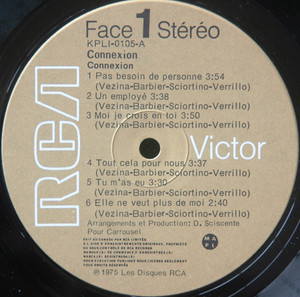 Face 1 Stéréo
KPL1-0105-A
Connexion
Connexion
1 Pas besoin de personne 3:54
(Vezina-Barbier-Sciortino-Verrillo)
2 Un employé 3:38
(Vezina-Barbier-Sciortino-Verrillo)
3 Moi je crois en toi 3:50
(Vezina-Barbier-Sciortino-Verrillo)
RCA Victor
4 Tout cela pour nous 3:37
(Vezina-Barbier-Sciortino-Verrillo)
5 Tu m'as eu 3:30
(Vezina-Barbier-Sciortino-Verrillo)
6 Elle ne veut plus de moi 2:40
(Vezina-Barbier-Sciortino-Verrillo)
Arrangements et Production: D. Sciscente
Pour Carrousel
FAIT AU CANADA PAR RCA LIMITÉE
MAPL
℗ 1975 Les Disques RCA